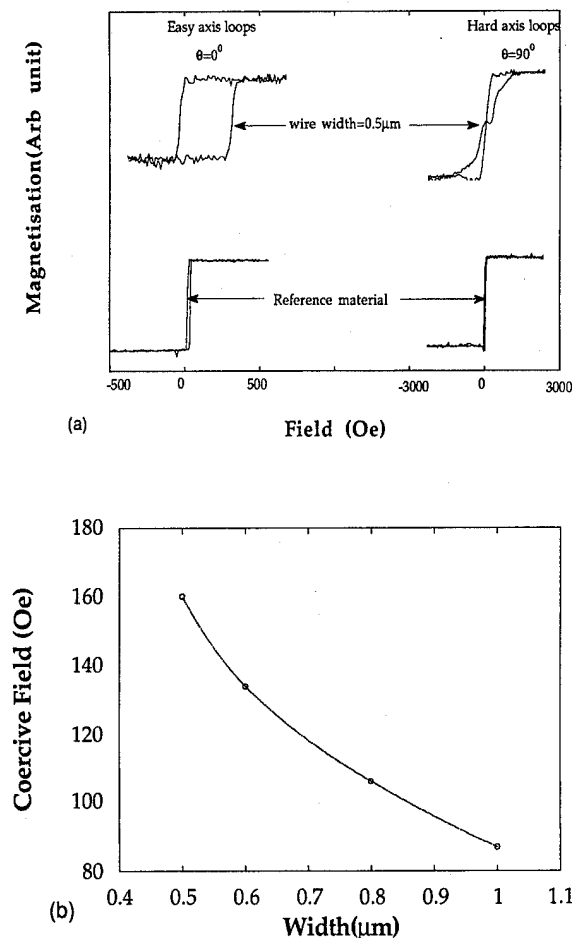 Easy axis loops
Hard axis loops
θ=0⁰
θ=90⁰
Magnetisation(Arb unit)
wire width=0.5μm
Reference material
-500
0
500
-3000
0
3000
(a)
Field (Oe)
180
160
140
120
100
80
Coercive Field (Oe)
0.4
0.5
0.6
0.7
0.8
0.9
1
1.1
(b)
Width(μm)